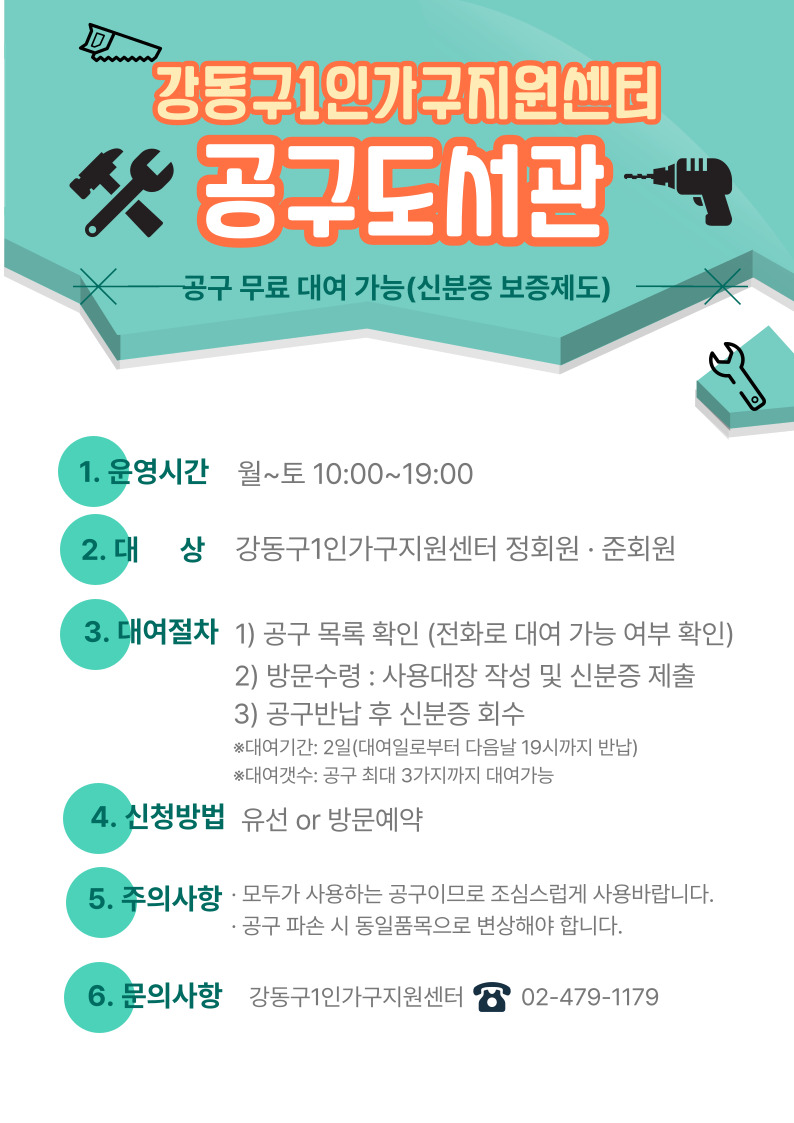 강동구1인가구지원센터
공구도서관
공구 무료 대여 가능(신분증 보증제도)
1. 운영시간 월~토 10:00~19:00
2. 대 상 강동구1인가구지원센터 정회원 · 준회원
3. 대여절차 1) 공구 목록 확인 (전화로 대여 가능 여부 확인)
2) 방문수령 : 사용대장 작성 및 신분증 제출
3) 공구반납 후 신분증 회수
※대여기간: 2일(대여일로부터 다음날 19시까지 반납)
※대여갯수: 공구 최대 3가지까지 대여가능
4. 신청방법 유선 or 방문예약
5. 주의사항 · 모두가 사용하는 공구이므로 조심스럽게 사용바랍니다.
· 공구 파손 시 동일품목으로 변상해야 합니다.
6. 문의사항 강동구1인가구지원센터 ☎ 02-479-1179